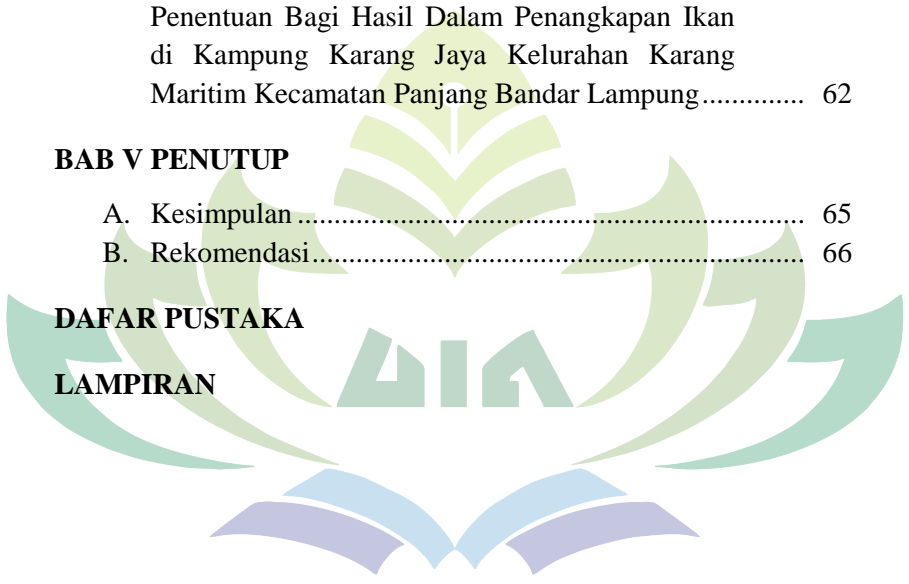 Penentuan Bagi Hasil Dalam Penangkapan Ikan
di Kampung Karang Jaya Kelurahan Karang
Maritim Kecamatan Panjang Bandar Lampung.............. 62
BAB V PENUTUP
A. Kesimpulan ...................................................................... 65
B. Rekomendasi.................................................................... 66
DAFAR PUSTAKA
LAMPIRAN
UIN